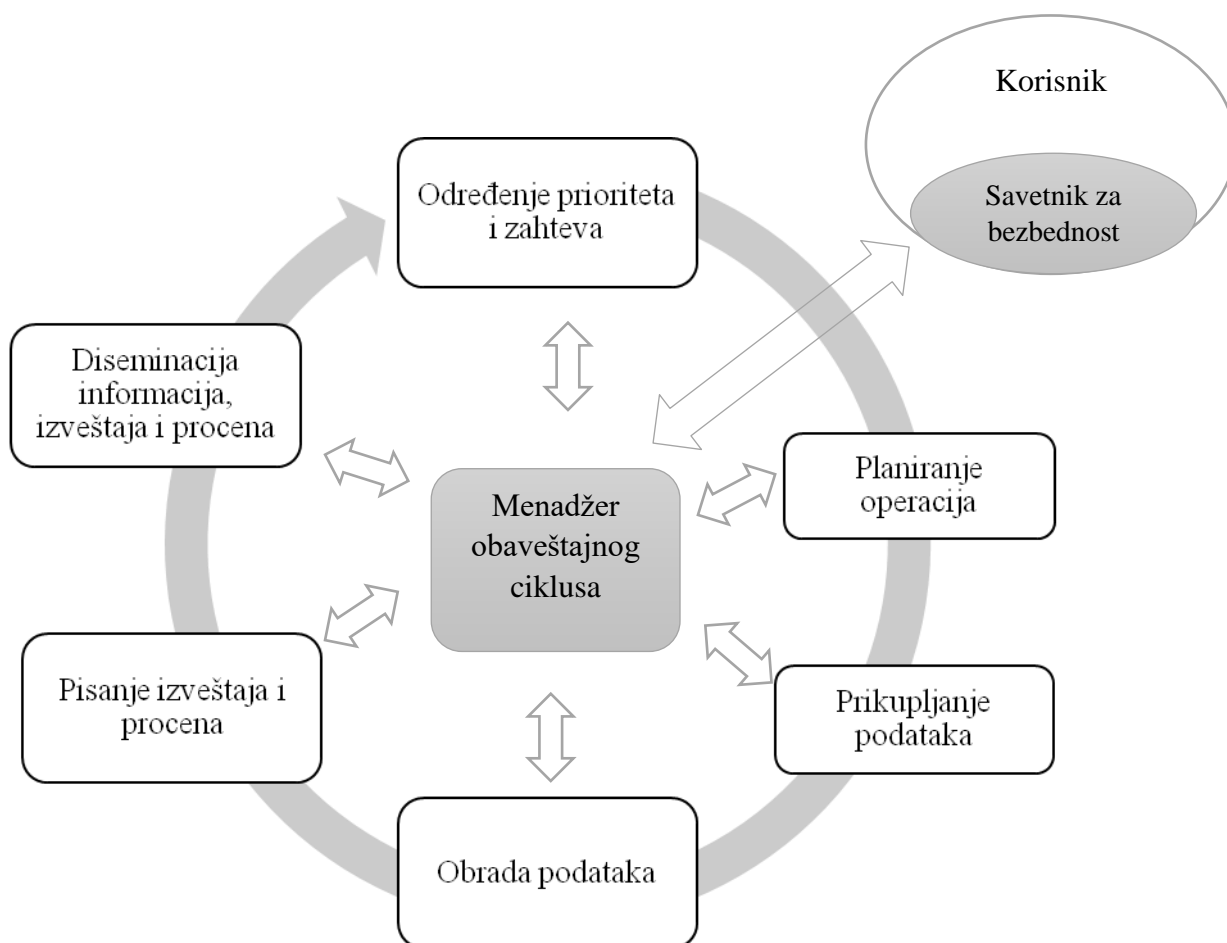 Korisnik
Savetnik za
bezbednost
Određenje prioriteta
i zahteva
Planiranje
operacija
Prikupljanje
podataka
Obrada podataka
Pisanje izveštaja i
procena
Diseminacija
informacija,
izveštaja i procena
Menadžer
obaveštajnog
ciklusa